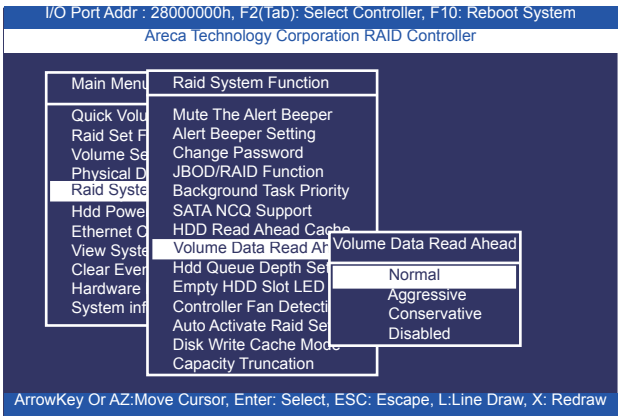 I/O Port Addr : 28000000h, F2(Tab): Select Controller, F10: Reboot System
Areca Technology Corporation RAID Controller
Main Menu
Quick Volu
Raid Set F
Volume Se
Physical D
Raid Syste
Hdd Powe
Ethernet C
View Syste
Clear Even
Hardware
System inf
Raid System Function
Mute The Alert Beeper
Alert Beeper Setting
Change Password
JBOD/RAID Function
Background Task Priority
SATA NCQ Support
HDD Read Ahead Cache
Volume Data Read Ah
Hdd Queue Depth Set
Empty HDD Slot LED
Controller Fan Detecti
Auto Activate Raid Se
Disk Write Cache Mode
Capacity Truncation
Volume Data Read Ahead
Normal
Aggressive
Conservative
Disabled
ArrowKey Or AZ:Move Cursor, Enter: Select, ESC: Escape, L:Line Draw, X: Redraw